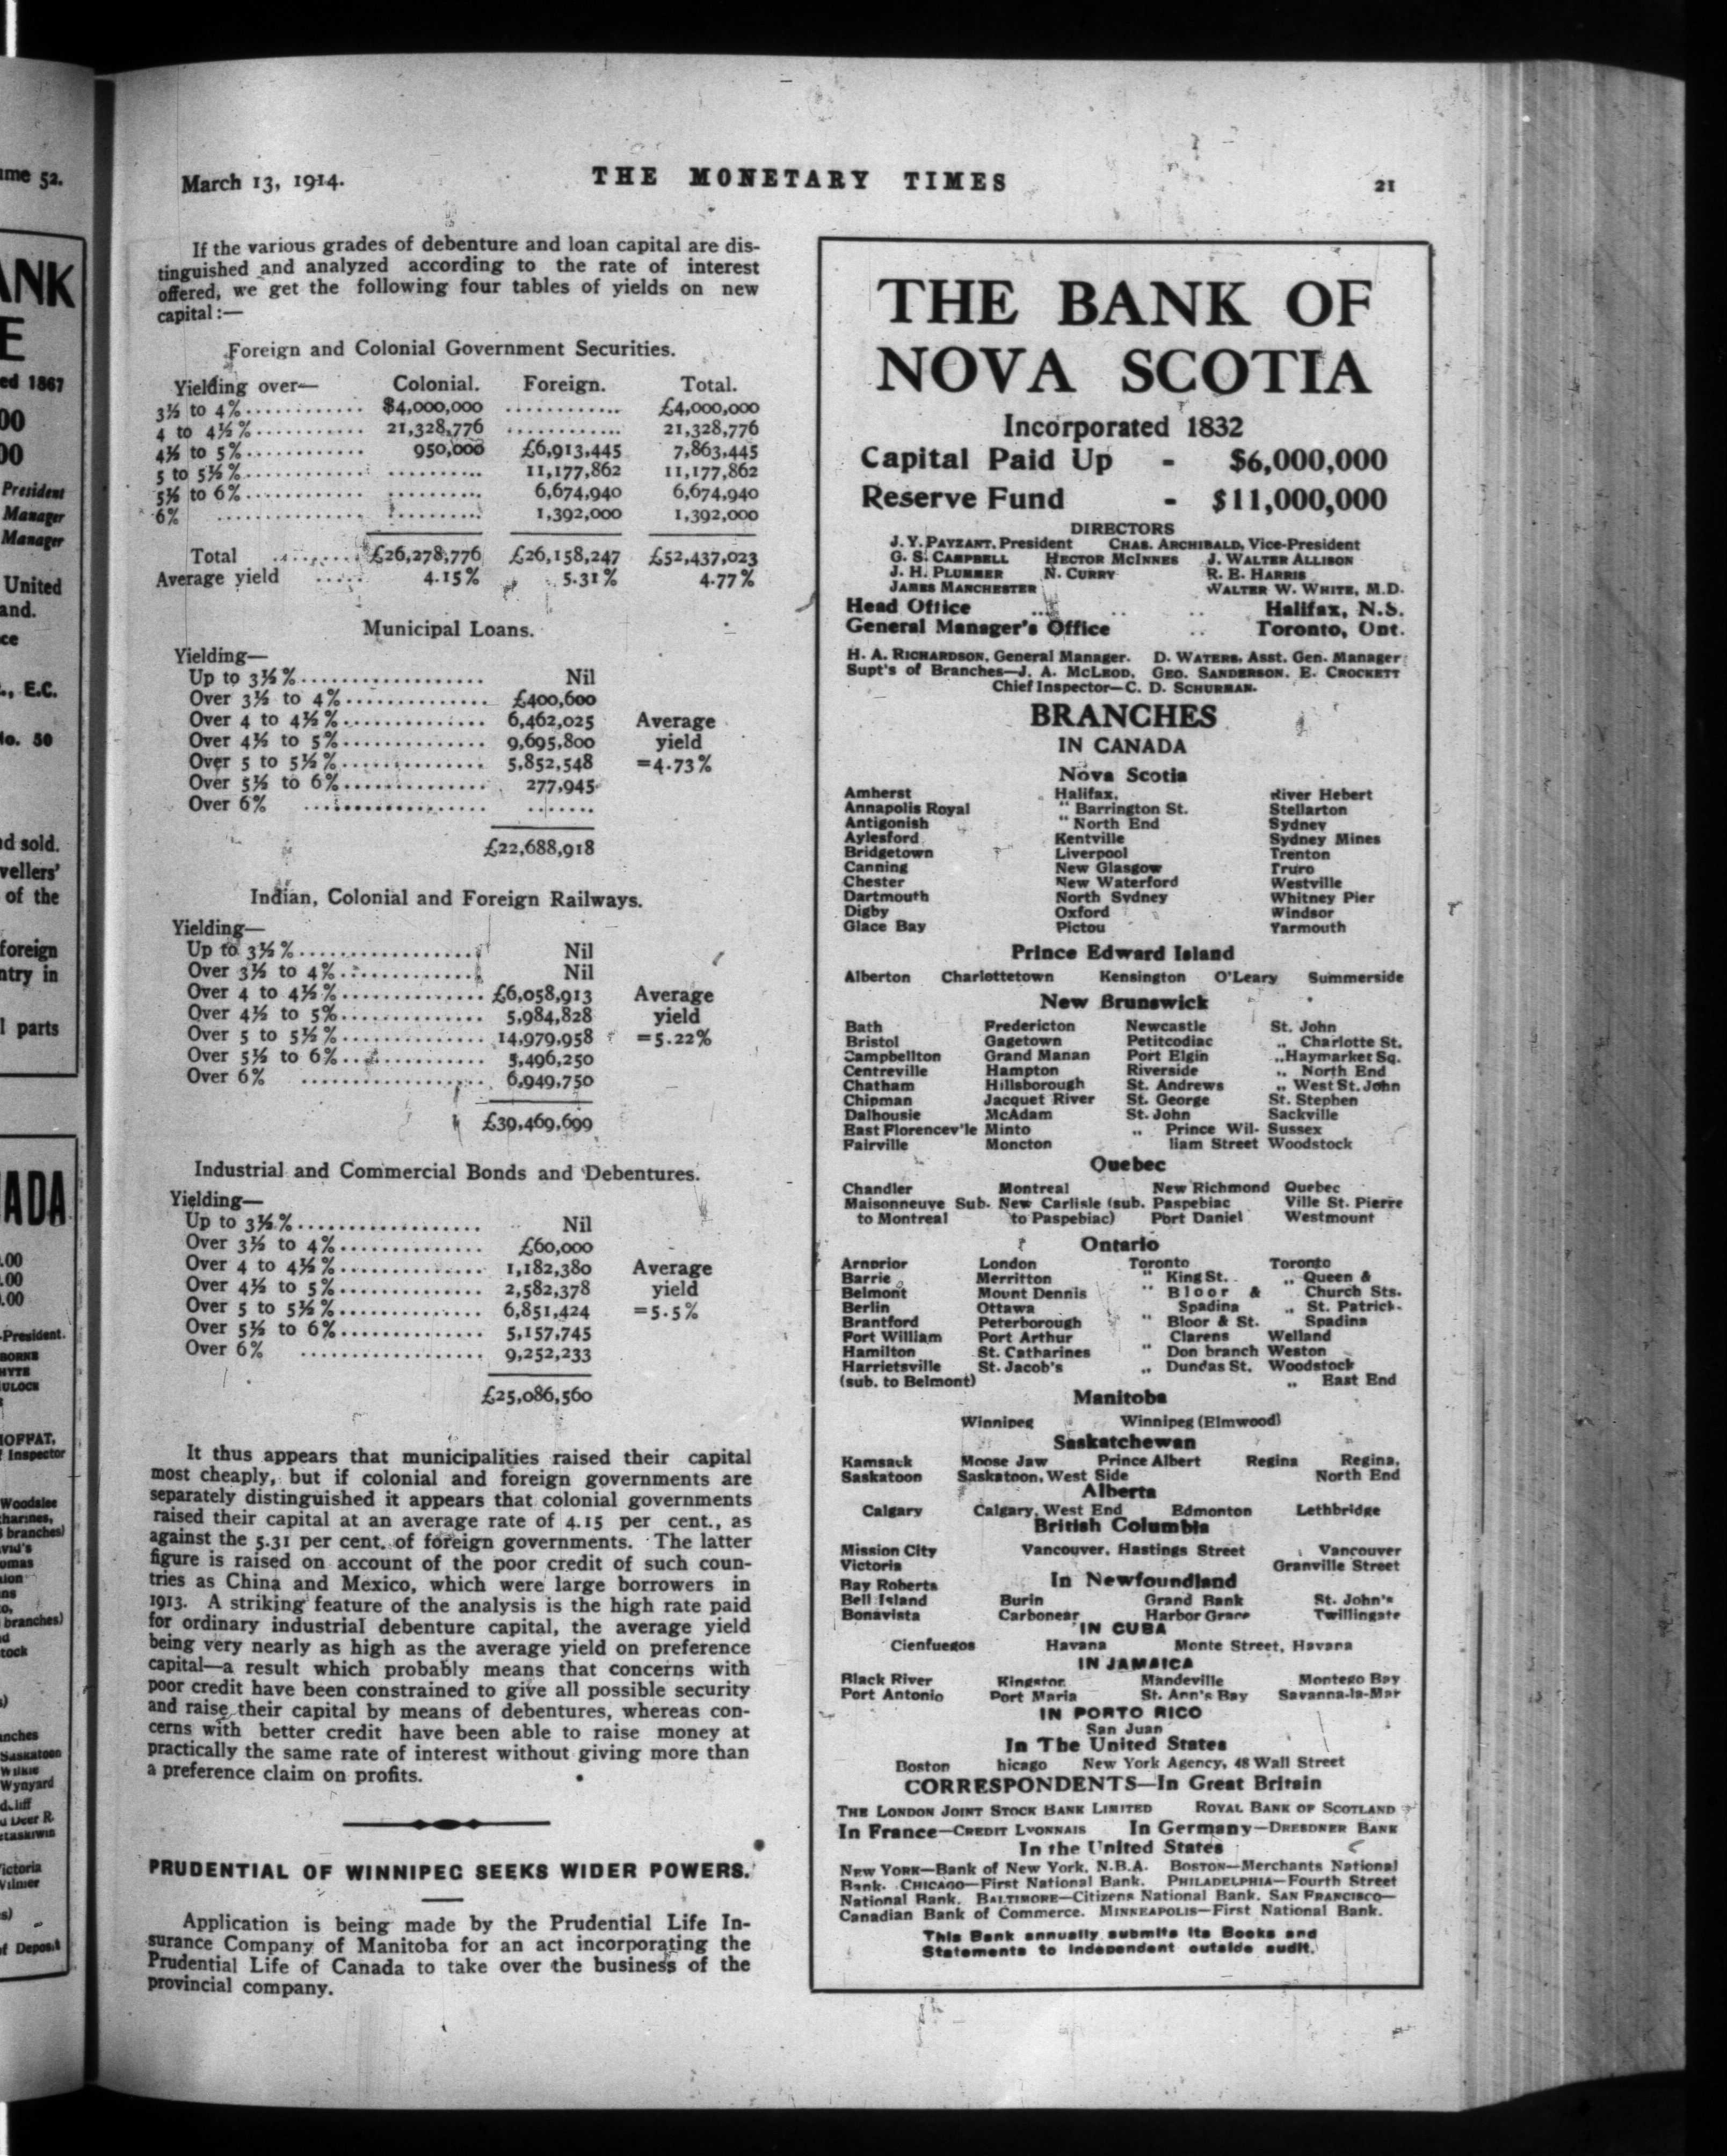 March 13, 1914.
THE MONETARY TIMES
21
If the various grades of debenture and loan capital are dis-
tinguished and analyzed according to the rate of interest
offered, we get the following four tables of yields on new
capital:—
Foreign and Colonial Government Securities.
Yielding over— Colonial. Foreign. Total.
3½ to 4%............ $4,000,000 ............ £4,000,000
4 to 4½%........... 21,328,776 ............ 21,328,776
4½ to 5%............ 950,000 £6,913,445 7,863,445
5 to 5½%............ .......... 11,177,862 11,177,862
5½ to 6%............ .......... 6,674,940 6,674,940
6% ............... .......... 1,392,000 1,392,000
Total ........ £26,278,776 £26,158,247 £52,437,023
Average yield ..... 4.15% 5.31% 4.77%
Municipal Loans.
Yielding—
Up to 3½%.................. Nil
Over 3½ to 4%............... £400,600
Over 4 to 4½%.............. 6,462,025 Average
Over 4½ to 5%.............. 9,695,800 yield
Over 5 to 5½%.............. 5,852,548 =4.73%
Over 5½ to 6%.............. 277,945
Over 6% ................ .......
£22,688,918
Indian, Colonial and Foreign Railways.
Yielding—
Up to 3½%.................. Nil
Over 3½ to 4%.............. Nil
Over 4 to 4½%.............. £6,058,913 Average
Over 4½ to 5%.............. 5,984,828 yield
Over 5 to 5½%.............. 14,979,958 =5.22%
Over 5½ to 6%.............. 5,496,250
Over 6% .................. 6,949,750
£39,469,699
Industrial and Commercial Bonds and Debentures.
Yielding—
Up to 3½%.................. Nil
Over 3½ to 4%.............. £60,000
Over 4 to 4½%.............. 1,182,380 Average
Over 4½ to 5%.............. 2,582,378 yield
Over 5 to 5½%.............. 6,851,424 =5.5%
Over 5½ to 6%.............. 5,157,745
Over 6% .................. 9,252,233
£25,086,560
It thus appears that municipalities raised their capital
most cheaply, but if colonial and foreign governments are
separately distinguished it appears that colonial governments
raised their capital at an average rate of 4.15 per cent., as
against the 5.31 per cent. of foreign governments. The latter
figure is raised on account of the poor credit of such coun-
tries as China and Mexico, which were large borrowers in
1913. A striking feature of the analysis is the high rate paid
for ordinary industrial debenture capital, the average yield
being very nearly as high as the average yield on preference
capital—a result which probably means that concerns with
poor credit have been constrained to give all possible security
and raise their capital by means of debentures, whereas con-
cerns with better credit have been able to raise money at
practically the same rate of interest without giving more than
a preference claim on profits.
PRUDENTIAL OF WINNIPEG SEEKS WIDER POWERS.
Application is being made by the Prudential Life In-
surance Company of Manitoba for an act incorporating the
Prudential Life of Canada to take over the business of the
provincial company.
THE BANK OF
NOVA SCOTIA
Incorporated 1832
Capital Paid Up - $6,000,000
Reserve Fund - $11,000,000
DIRECTORS
J. Y. PAYZANT, President CHAS. ARCHIBALD, Vice-President
G. S. CAMPBELL HECTOR MCINNES J. WALTER ALLISON
J. H. PLUMMER N. CURRY R. E. HARRIS
JAMES MANCHESTER WALTER W. WHITE, M.D.
Head Office .. .. .. Halifax, N.S.
General Manager's Office .. Toronto, Ont.
H. A. RICHARDSON, General Manager. D. WATERS, Asst. Gen. Manager
Supt's of Branches—J. A. MCLEOD, GEO. SANDERSON, E. CROCKETT
Chief Inspector—C. D. SCHURMAN.
BRANCHES
IN CANADA
Nova Scotia
Amherst Halifax, River Hebert
Annapolis Royal " Barrington St. Stellarton
Antigonish " North End Sydney
Aylesford Kentville Sydney Mines
Bridgetown Liverpool Trenton
Canning New Glasgow Truro
Chester New Waterford Westville
Dartmouth North Sydney Whitney Pier
Digby Oxford Windsor
Glace Bay Pictou Yarmouth
Prince Edward Island
Alberton Charlottetown Kensington O'Leary Summerside
New Brunswick
Bath Fredericton Newcastle St. John
Bristol Gagetown Petitcodiac ,, Charlotte St.
Campbellton Grand Manan Port Elgin ,, Haymarket Sq.
Centreville Hampton Riverside ,, North End
Chatham Hillsborough St. Andrews ,, West St. John
Chipman Jacquet River St. George St. Stephen
Dalhousie McAdam St. John Sackville
East Florencev'le Minto ,, Prince Wil- Sussex
Fairville Moncton liam Street Woodstock
Quebec
Chandler Montreal New Richmond Quebec
Maisonneuve Sub. New Carlisle (sub. Paspebiac Ville St. Pierre
to Montreal to Paspebiac) Port Daniel Westmount
Ontario
Arnprior London Toronto Toronto
Barrie Merritton " King St. ,, Queen &
Belmont Mount Dennis " Bloor & Church Sts.
Berlin Ottawa Spadina ,, St. Patrick-
Brantford Peterborough " Bloor & St. Spadina
Fort William Port Arthur Clarens Welland
Hamilton St. Catharines " Don branch Weston
Harrietsville St. Jacob's ,, Dundas St. Woodstock
(sub. to Belmont) ,, East End
Manitoba
Winnipeg Winnipeg (Elmwood)
Saskatchewan
Kamsack Moose Jaw Prince Albert Regina Regina,
Saskatoon Saskatoon, West Side North End
Alberta
Calgary Calgary, West End Edmonton Lethbridge
British Columbia
Mission City Vancouver, Hastings Street Vancouver
Victoria Granville Street
In Newfoundland
Bay Roberts
Bell Island Burin Grand Bank St. John's
Bonavista Carbonear Harbor Grace Twillingate
IN CUBA
Cienfuegos Havana Monte Street, Havana
IN JAMAICA
Black River Kingston Mandeville Montego Bay
Port Antonio Port Maria St. Ann's Bay Savanna-la-Mar
IN PORTO RICO
San Juan
In The United States
Boston hicago New York Agency, 48 Wall Street
CORRESPONDENTS—In Great Britain
THE LONDON JOINT STOCK BANK LIMITED ROYAL BANK OF SCOTLAND
In France—CREDIT LYONNAIS In Germany—DRESDNER BANK
In the United States
NEW YORK—Bank of New York, N.B.A. BOSTON—Merchants National
Bank. CHICAGO—First National Bank. PHILADELPHIA—Fourth Street
National Bank. BALTIMORE—Citizens National Bank. SAN FRANCISCO—
Canadian Bank of Commerce. MINNEAPOLIS—First National Bank.
This Bank annually submits its Books and
Statements to independent outside audit.